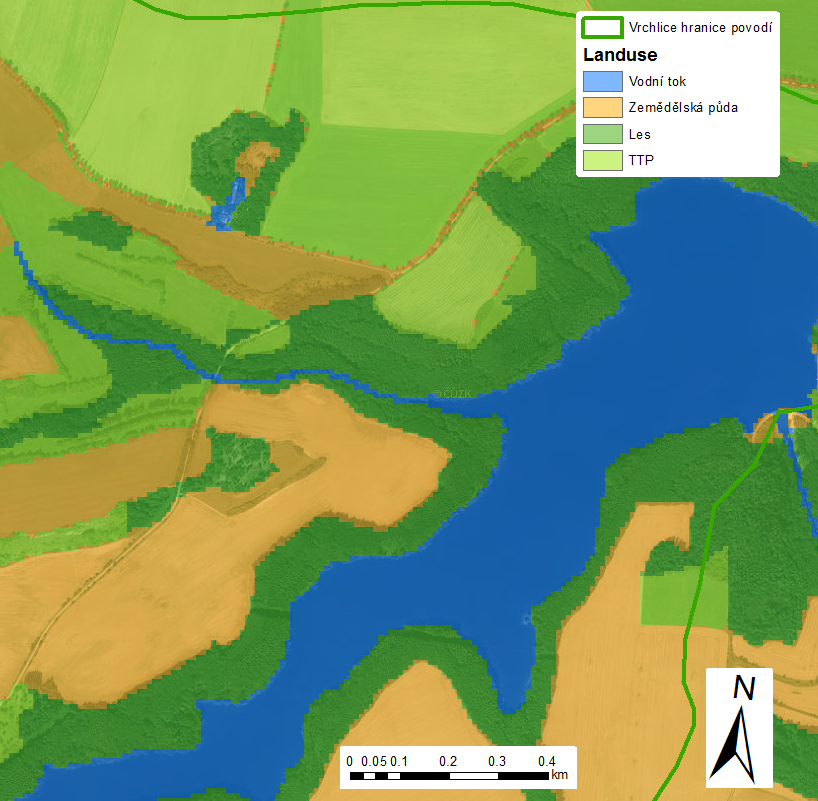 Vrchlice hranice povodí
Landuse
Vodní tok
Zemědělská půda
Les
TTP
© ČÚZK
N
0 0.05 0.1 0.2 0.3 0.4
km